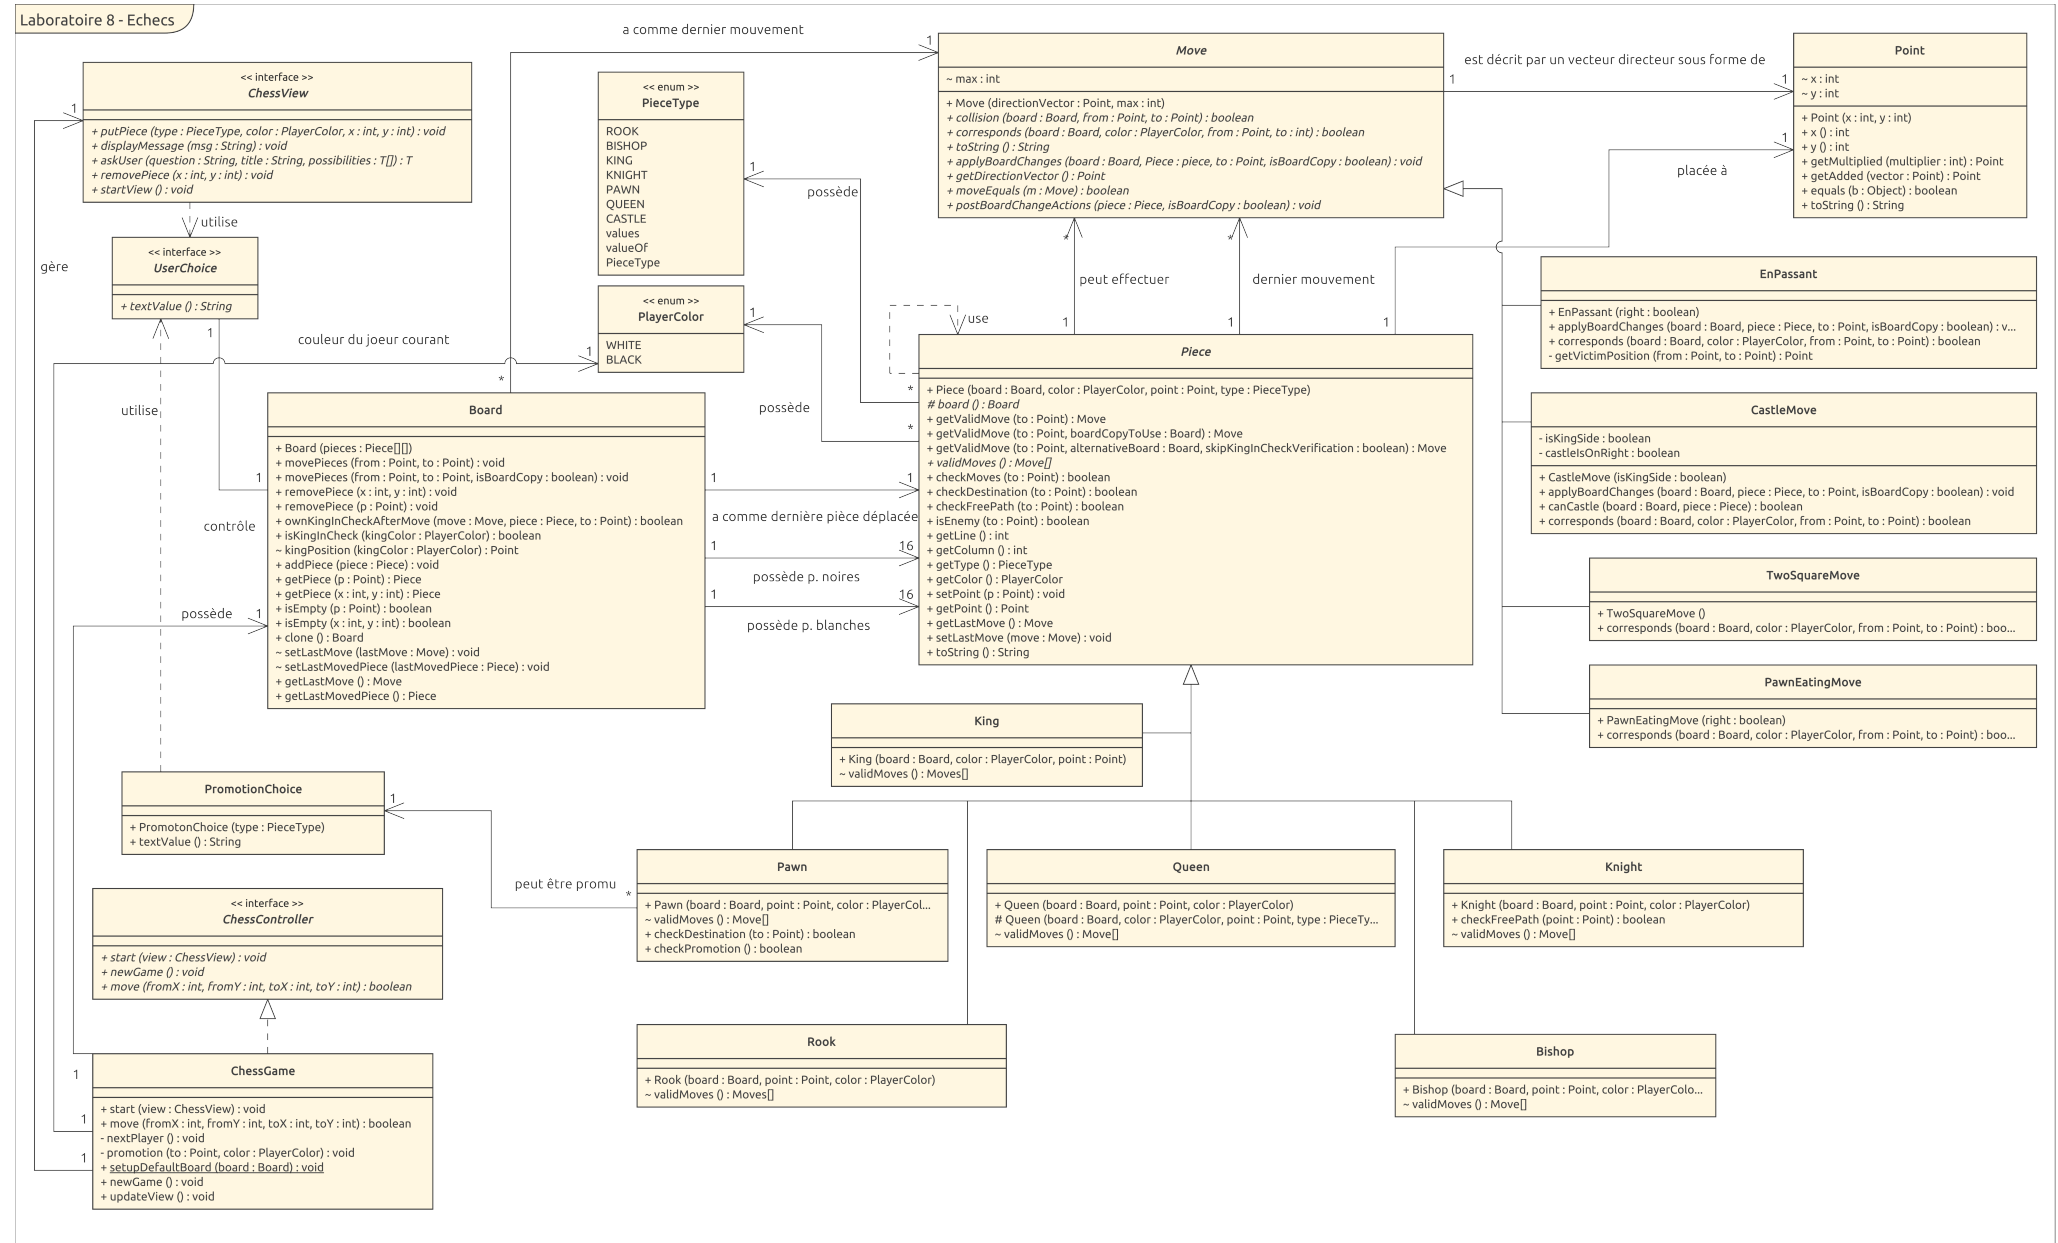 Laboratoire 8 - Echecs
a comme dernier mouvement
1
<< interface >>
ChessView
+ putPiece (type : PieceType, color : PlayerColor, x : int, y : int) : void
+ displayMessage (msg : String) : void
+ askUser (question : String, title : String, possibilities : T[]) : T
+ removePiece (x : int, y : int) : void
+ startView () : void
1
gère
utilise
<< interface >>
UserChoice
+ textValue () : String
1
utilise
<< enum >>
PieceType
ROOK
BISHOP
KING
KNIGHT
PAWN
QUEEN
CASTLE
values
valueOf
PieceType
1
possède
<< enum >>
PlayerColor
WHITE
BLACK
1
possède
couleur du joeur courant
1
*
Move
~ max : int
+ Move (directionVector : Point, max : int)
+ collision (board : Board, from : Point, to : Point) : boolean
+ corresponds (board : Board, color : PlayerColor, from : Point, to : int) : boolean
+ toString () : String
+ applyBoardChanges (board : Board, Piece : piece, to : Point, isBoardCopy : boolean) : void
+ getDirectionVector () : Point
+ moveEquals (m : Move) : boolean
+ postBoardChangeActions (piece : Piece, isBoardCopy : boolean) : void
est décrit par un vecteur directeur sous forme de
1
1
Point
~ x : int
~ y : int
+ Point (x : int, y : int)
+ x () : int
+ y () : int
+ getMultiplied (multiplier : int) : Point
+ getAdded (vector : Point) : Point
+ equals (b : Object) : boolean
+ toString () : String
1
placée à
*
*
peut effectuer
dernier mouvement
1
1
1
use
EnPassant
+ EnPassant (right : boolean)
+ applyBoardChanges (board : Board, piece : Piece, to : Point, isBoardCopy : boolean) : v...
+ corresponds (board : Board, color : PlayerColor, from : Point, to : Point) : boolean
- getVictimPosition (from : Point, to : Point) : Point
CastleMove
- isKingSide : boolean
- castleIsOnRight : boolean
+ CastleMove (isKingSide : boolean)
+ applyBoardChanges (board : Board, piece : Piece, to : Point, isBoardCopy : boolean) : void
+ canCastle (board : Board, piece : Piece) : boolean
+ corresponds (board : Board, color : PlayerColor, from : Point, to : Point) : boolean
TwoSquareMove
+ TwoSquareMove ()
+ corresponds (board : Board, color : PlayerColor, from : Point, to : Point) : boo...
PawnEatingMove
+ PawnEatingMove (right : boolean)
+ corresponds (board : Board, color : PlayerColor, from : Point, to : Point) : boo...
Board
+ Board (pieces : Piece[][])
+ movePieces (from : Point, to : Point) : void
+ movePieces (from : Point, to : Point, isBoardCopy : boolean) : void
+ removePiece (x : int, y : int) : void
+ removePiece (p : Point) : void
+ ownKingInCheckAfterMove (move : Move, piece : Piece, to : Point) : boolean
+ isKingInCheck (kingColor : PlayerColor) : boolean
~ kingPosition (kingColor : PlayerColor) : Point
+ addPiece (piece : Piece) : void
+ getPiece (p : Point) : Piece
+ getPiece (x : int, y : int) : Piece
+ isEmpty (p : Point) : boolean
+ isEmpty (x : int, y : int) : boolean
+ clone () : Board
~ setLastMove (lastMove : Move) : void
~ setLastMovedPiece (lastMovedPiece : Piece) : void
+ getLastMove () : Move
+ getLastMovedPiece () : Piece
1
contrôle
possède
1
1
1
a comme dernière pièce déplacée
1
16
possède p. noires
1
16
possède p. blanches
*
*
Piece
+ Piece (board : Board, color : PlayerColor, point : Point, type : PieceType)
# board () : Board
+ getValidMove (to : Point) : Move
+ getValidMove (to : Point, boardCopyToUse : Board) : Move
+ getValidMove (to : Point, alternativeBoard : Board, skipKingInCheckVerification : boolean) : Move
+ validMoves () : Move[]
+ checkMoves (to : Point) : boolean
+ checkDestination (to : Point) : boolean
+ checkFreePath (to : Point) : boolean
+ isEnemy (to : Point) : boolean
+ getLine () : int
+ getColumn () : int
+ getType () : PieceType
+ getColor () : PlayerColor
+ setPoint (p : Point) : void
+ getPoint () : Point
+ getLastMove () : Move
+ setLastMove (move : Move) : void
+ toString () : String
King
+ King (board : Board, color : PlayerColor, point : Point)
~ validMoves () : Moves[]
PromotionChoice
+ PromotonChoice (type : PieceType)
+ textValue () : String
1
peut être promu
*
Pawn
+ Pawn (board : Board, point : Point, color : PlayerCol...
~ validMoves () : Move[]
+ checkDestination (to : Point) : boolean
+ checkPromotion () : boolean
Queen
+ Queen (board : Board, point : Point, color : PlayerColor)
# Queen (board : Board, color : PlayerColor, point : Point, type : PieceTy...
~ validMoves () : Move[]
Knight
+ Knight (board : Board, point : Point, color : PlayerColor)
+ checkFreePath (point : Point) : boolean
~ validMoves () : Move[]
<< interface >>
ChessController
+ start (view : ChessView) : void
+ newGame () : void
+ move (fromX : int, fromY : int, toX : int, toY : int) : boolean
Rook
+ Rook (board : Board, point : Point, color : PlayerColor)
~ validMoves () : Moves[]
Bishop
+ Bishop (board : Board, point : Point, color : PlayerColo...
~ validMoves () : Move[]
1
1
1
ChessGame
+ start (view : ChessView) : void
+ move (fromX : int, fromY : int, toX : int, toY : int) : boolean
- nextPlayer () : void
- promotion (to : Point, color : PlayerColor) : void
+ setupDefaultBoard (board : Board) : void
+ newGame () : void
+ updateView () : void